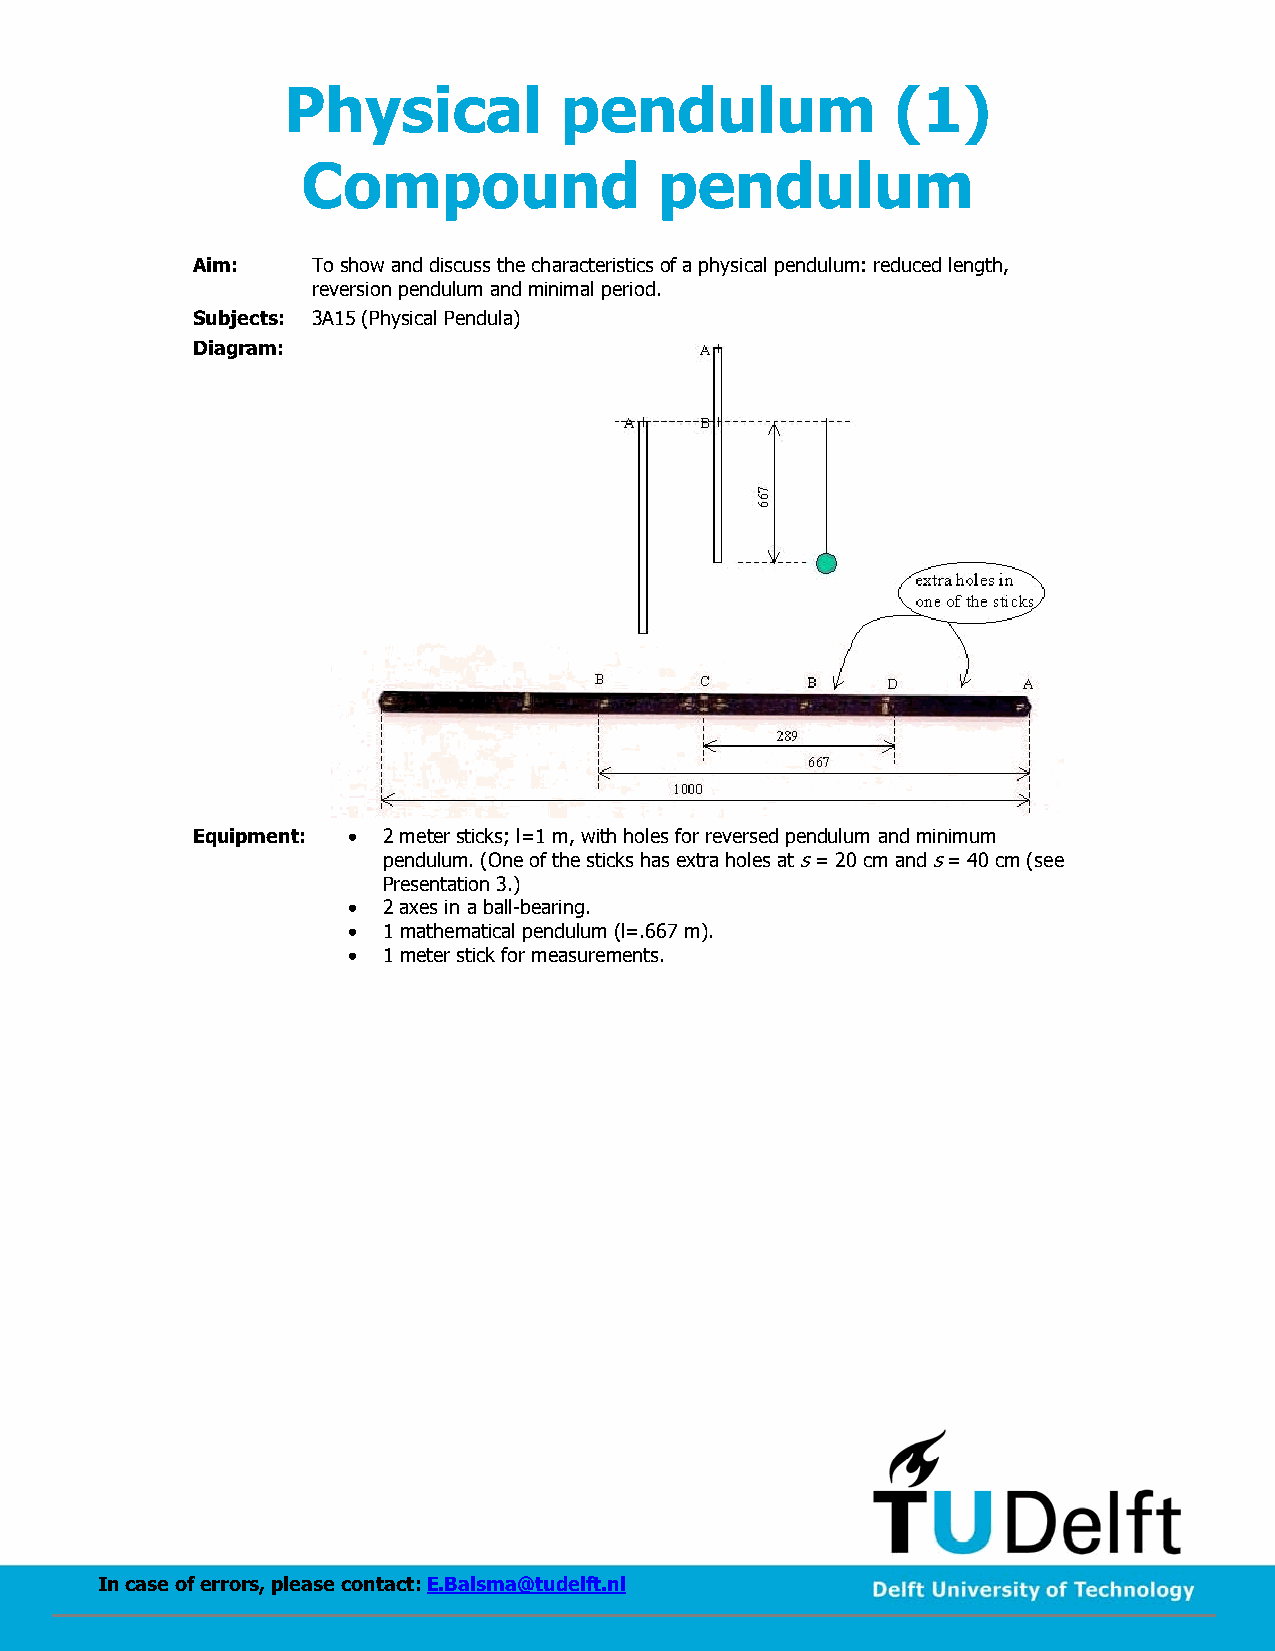 Physical pendulum (1)
Compound pendulum
Aim: To show and discuss the characteristics of a physical pendulum: reduced length,
reversion pendulum and minimal period.
Subjects: 3A15 (Physical Pendula)
Diagram:
A
A B
667
extra holes in
one of the sticks
B C B D A
289
667
1000
Equipment: • 2 meter sticks; l=1 m, with holes for reversed pendulum and minimum
pendulum. (One of the sticks has extra holes at s = 20 cm and s = 40 cm (see
Presentation 3.)
• 2 axes in a ball-bearing.
• 1 mathematical pendulum (l=.667 m).
• 1 meter stick for measurements.
TU Delft
In case of errors, please contact: E.Balsma@tudelft.nl
Delft University of Technology